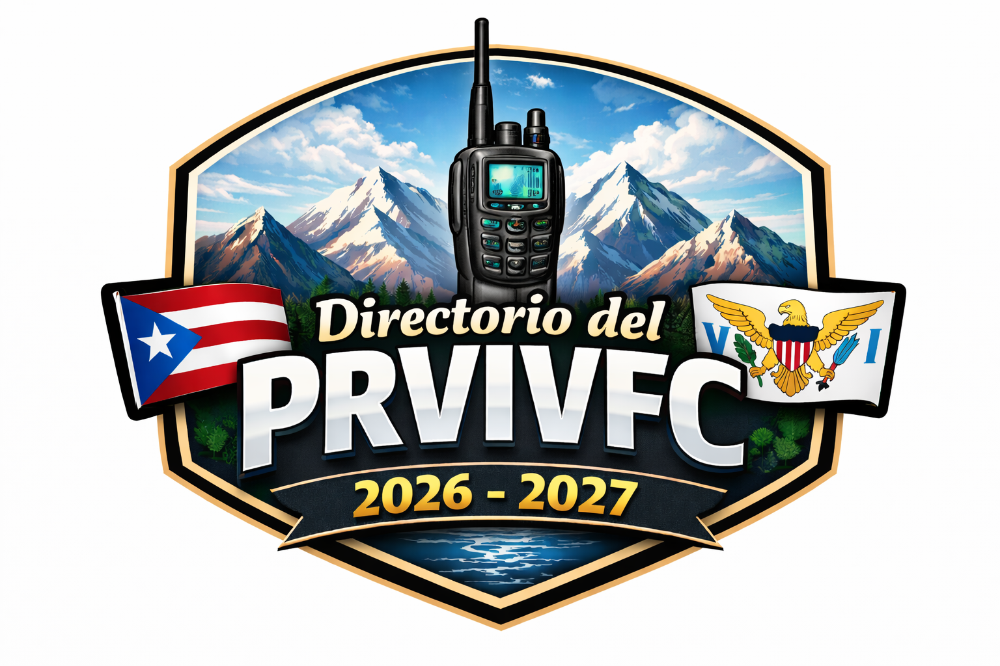 Directorio del
V I
PRVIVFC
2026 - 2027